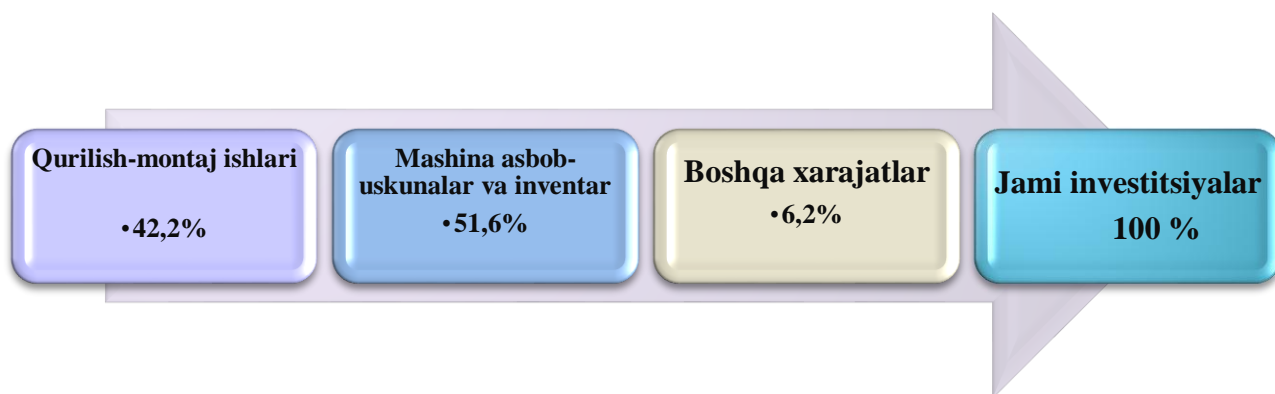 Qurilish-montaj ishlari
•42,2%
Mashina asbob-
uskunalar va inventar
•51,6%
Boshqa xarajatlar
•6,2%
Jami investitsiyalar
100 %